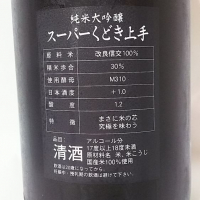 純米大吟醸
スーパーくどき上手
原料米 改良信交100%
精米歩合 30%
使用酵母 M310
日本酒度 +1.0
酸度 1.2
特徴 まさに米の芯
究極を味わう
品目
清酒
アルコール分
17度以上18度未満
原材料名 米、米こうじ
国産米100%使用